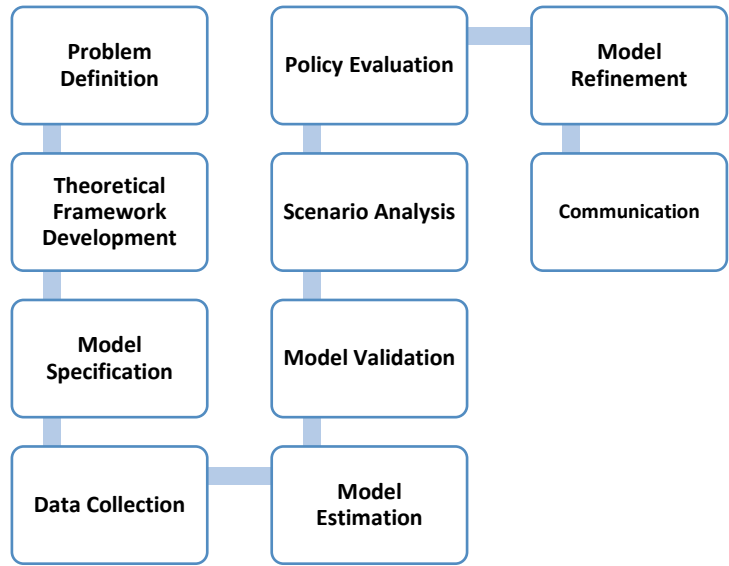 Problem
Definition
Theoretical
Framework
Development
Model
Specification
Data Collection
Model
Estimation
Model Validation
Scenario Analysis
Policy Evaluation
Model
Refinement
Communication